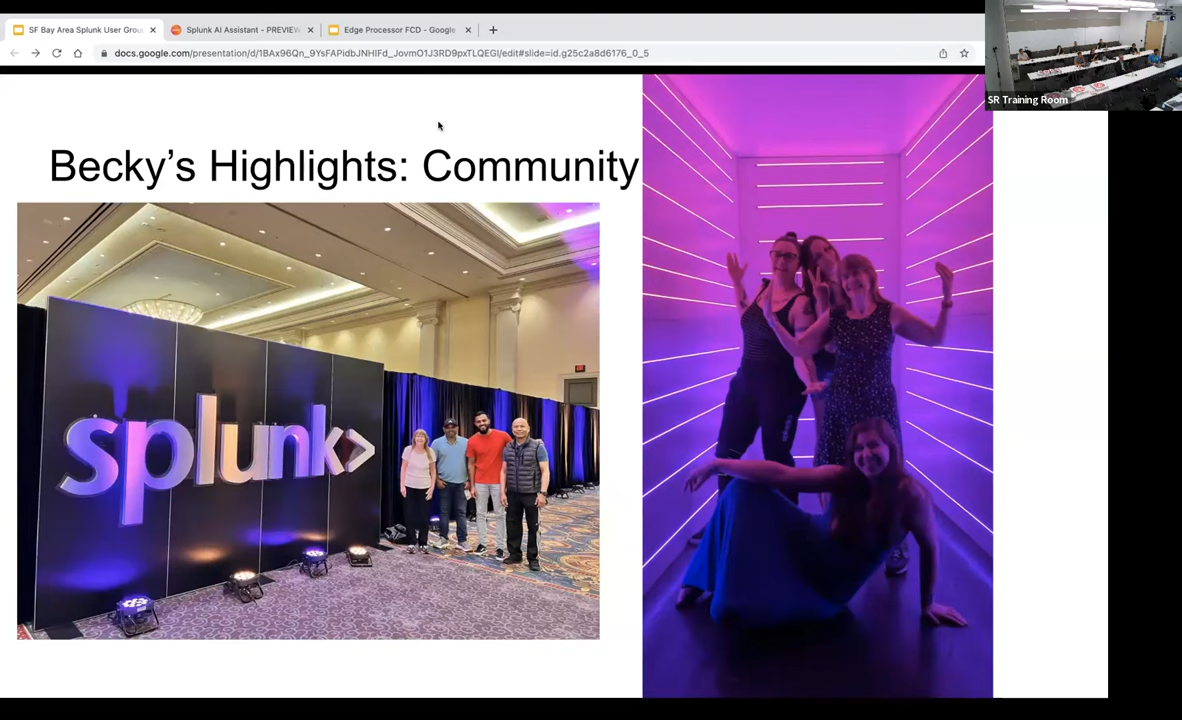 SF Bay Area Splunk User Grou
Splunk AI Assistant - PREVIEW
Edge Processor FCD - Google
docs.google.com/presentation/d/1BAx96Qn_9YsFAPidbJNHIFd_JovmO1J3RD9pxTLQEGI/edit#slide=id.g25c2a8d6176_0_5
SR Training Room
Becky's Highlights: Community
splunk>
EXIT